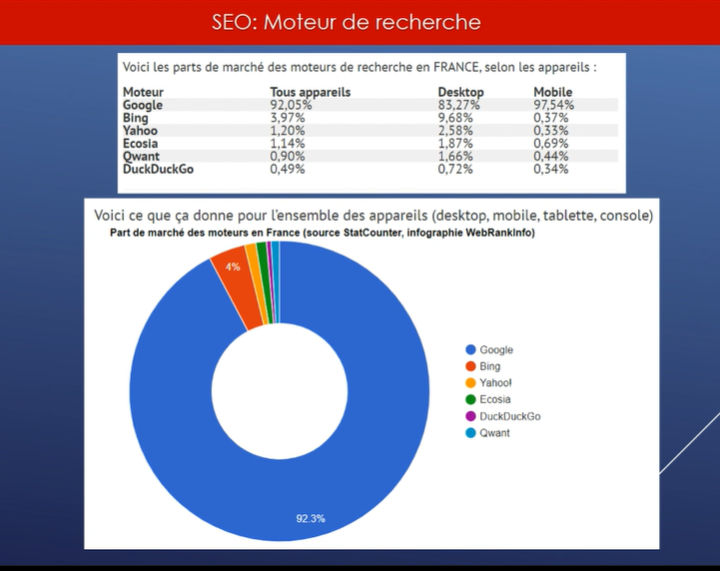 SEO: Moteur de recherche
Voici les parts de marché des moteurs de recherche en FRANCE, selon les appareils :
Moteur Tous appareils Desktop Mobile
Google 92,05% 83,27% 97,54%
Bing 3,97% 9,68% 0,37%
Yahoo 1,20% 2,58% 0,33%
Ecosia 1,14% 1,87% 0,69%
Qwant 0,90% 1,66% 0,44%
DuckDuckGo 0,49% 0,72% 0,34%
Voici ce que ça donne pour l'ensemble des appareils (desktop, mobile, tablette, console)
Part de marché des moteurs en France (source StatCounter, infographie WebRankInfo)
4%
Google
Bing
Yahoo!
Ecosia
DuckDuckGo
Qwant
92.3%